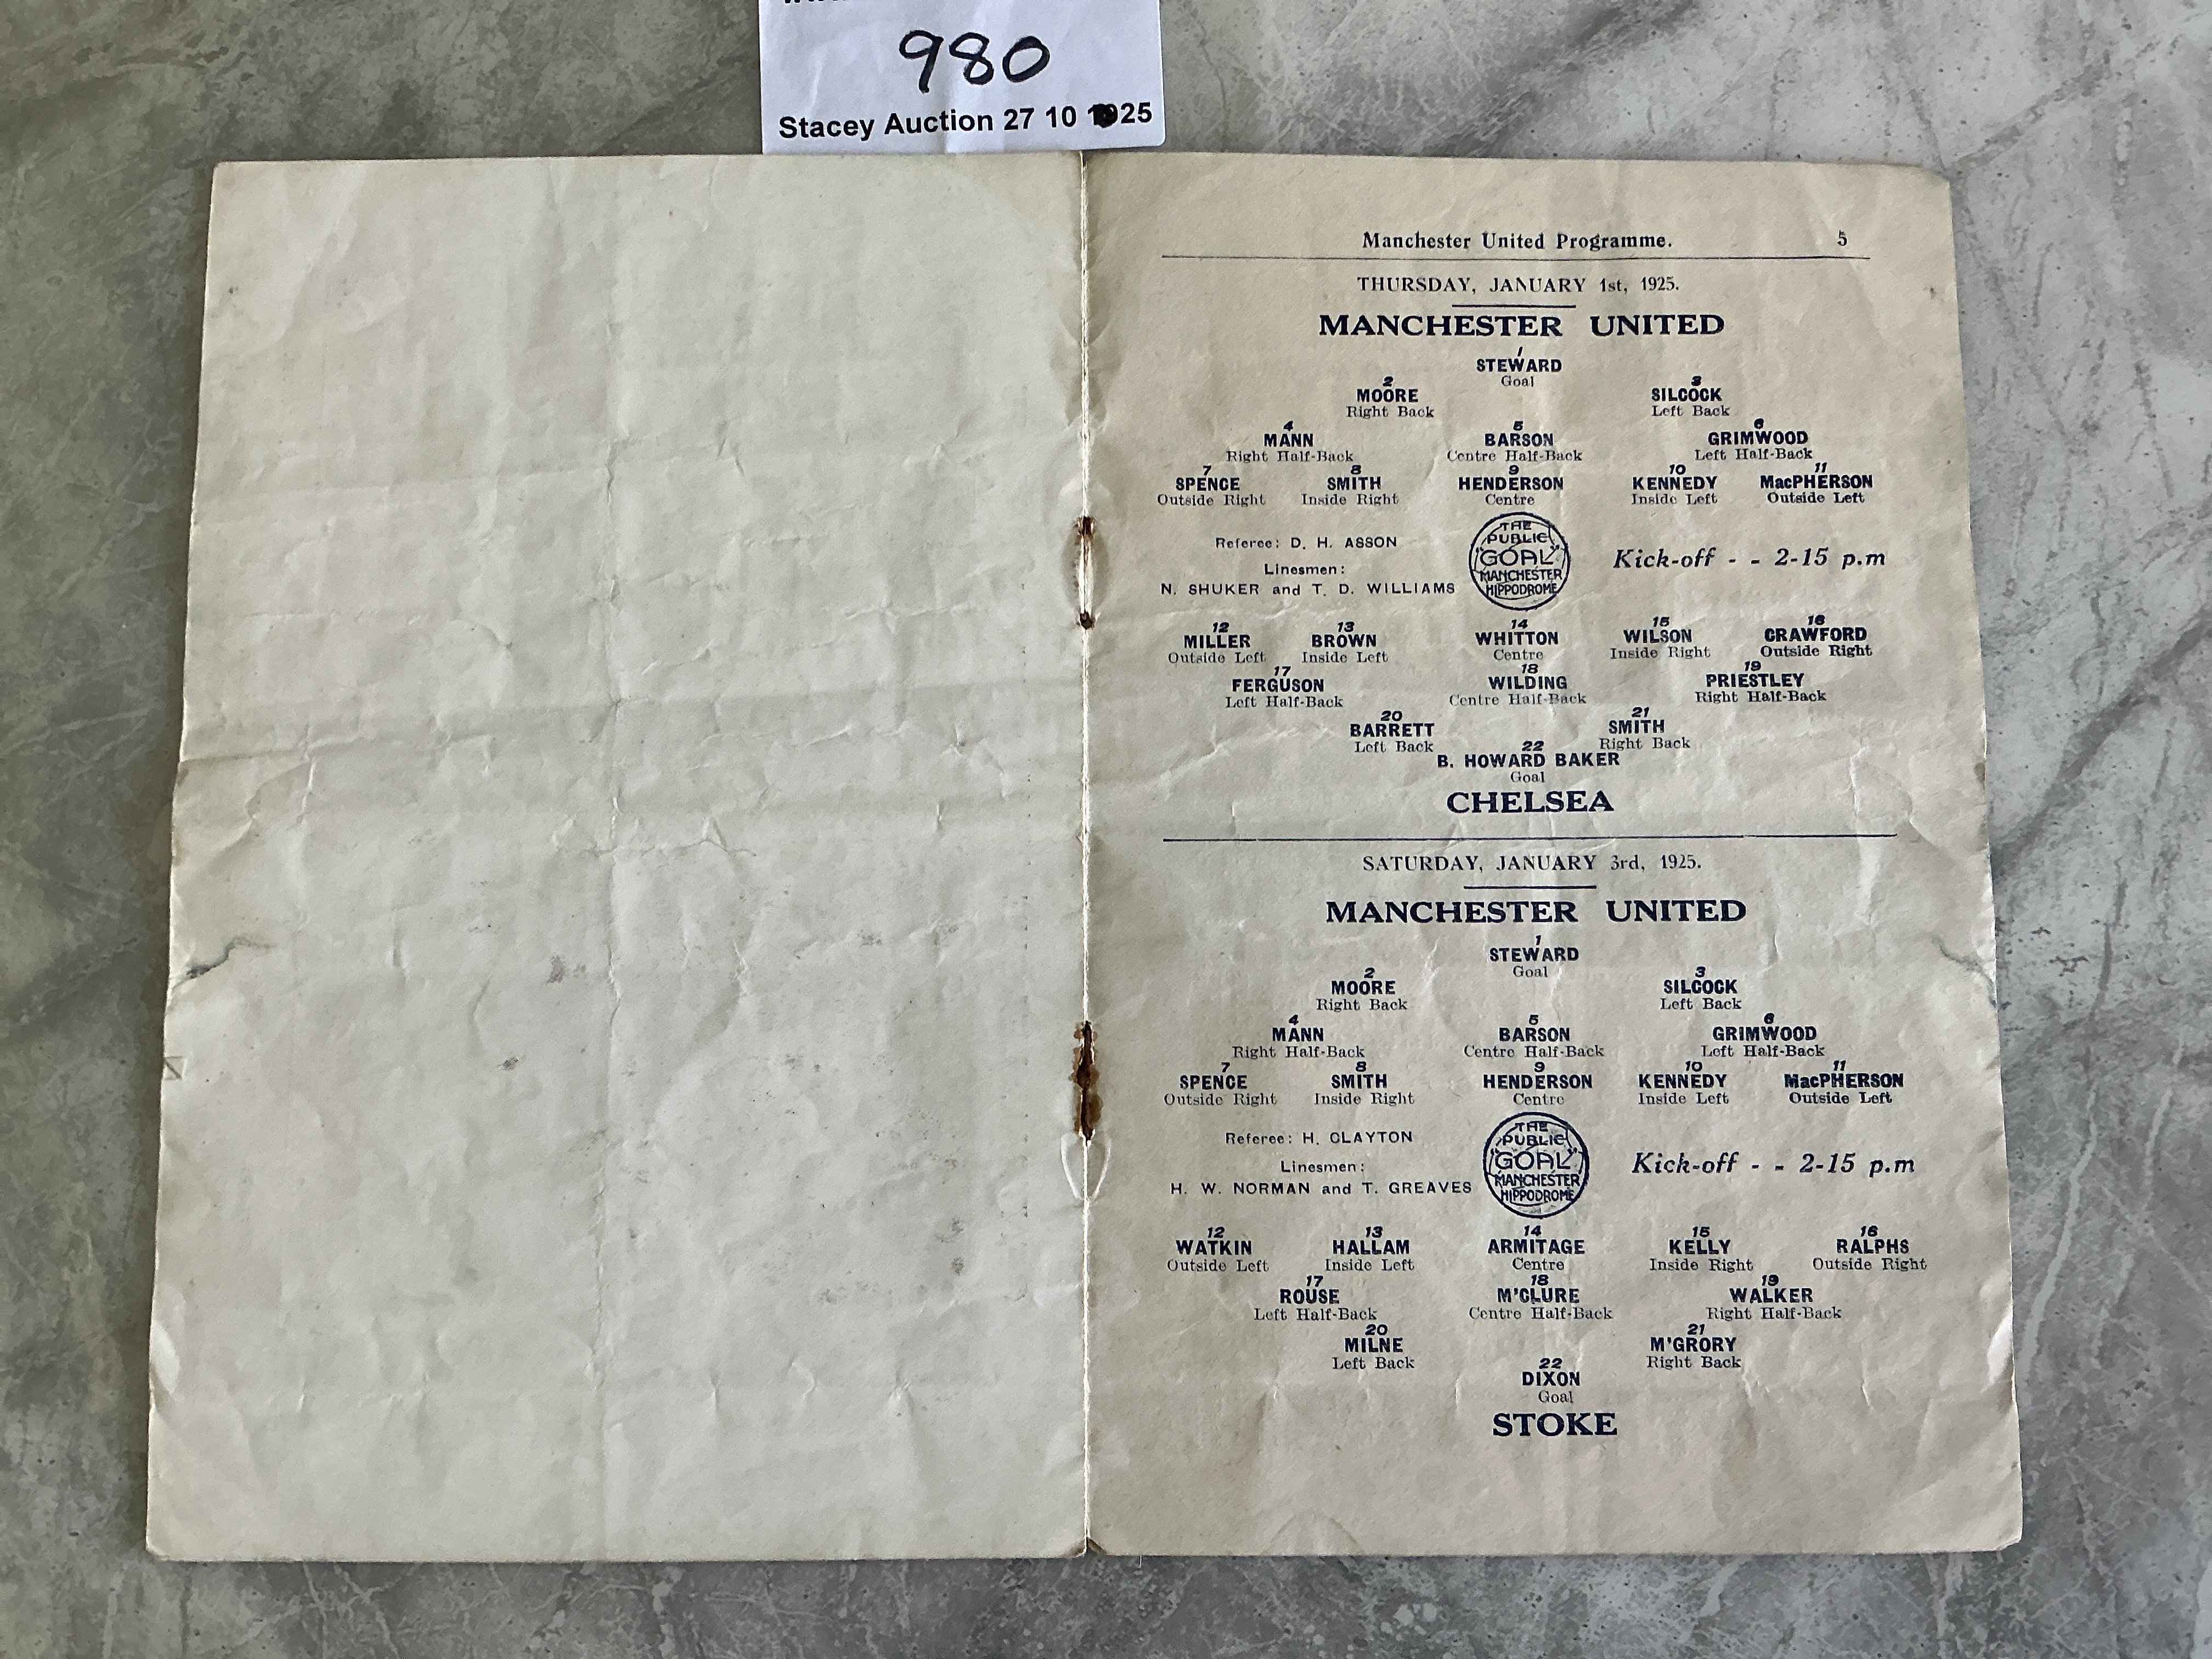 980
Stacey Auction 27 10 1925
Manchester United Programme. 5
THURSDAY, JANUARY 1st, 1925.
MANCHESTER UNITED
1
STEWARD
Goal
2 3
MOORE SILCOCK
Right Back Left Back
4 5 6
MANN BARSON GRIMWOOD
Right Half-Back Centre Half-Back Left Half-Back
7 8 9 10 11
SPENCE SMITH HENDERSON KENNEDY MacPHERSON
Outside Right Inside Right Centre Inside Left Outside Left
Referee: D. H. ASSON
Linesmen:
N. SHUKER and T. D. WILLIAMS
THE
PUBLIC
GOAL
MANCHESTER
HIPPODROME
Kick-off - - 2-15 p.m
12 13 14 15 16
MILLER BROWN WHITTON WILSON CRAWFORD
Outside Left Inside Left Centre Inside Right Outside Right
17 18 19
FERGUSON WILDING PRIESTLEY
Left Half-Back Centre Half-Back Right Half-Back
20 21
BARRETT SMITH
Left Back Right Back
22
B. HOWARD BAKER
Goal
CHELSEA
SATURDAY, JANUARY 3rd, 1925.
MANCHESTER UNITED
1
STEWARD
Goal
2 3
MOORE SILCOCK
Right Back Left Back
4 5 6
MANN BARSON GRIMWOOD
Right Half-Back Centre Half-Back Left Half-Back
7 8 9 10 11
SPENCE SMITH HENDERSON KENNEDY MacPHERSON
Outside Right Inside Right Centre Inside Left Outside Left
Referee: H. CLAYTON
Linesmen:
H. W. NORMAN and T. GREAVES
THE
PUBLIC
GOAL
MANCHESTER
HIPPODROME
Kick-off - - 2-15 p.m
12 13 14 15 16
WATKIN HALLAM ARMITAGE KELLY RALPHS
Outside Left Inside Left Centre Inside Right Outside Right
17 18 19
ROUSE M'CLURE WALKER
Left Half-Back Centre Half-Back Right Half-Back
20 21
MILNE M'GRORY
Left Back Right Back
22
DIXON
Goal
STOKE